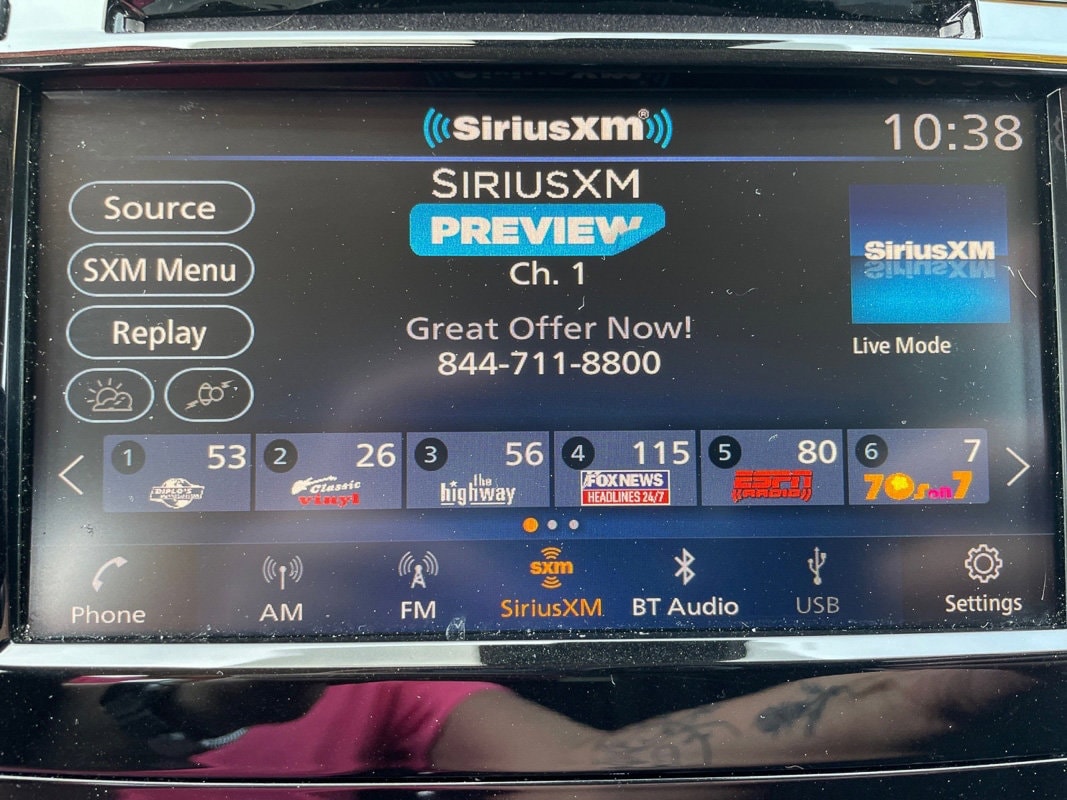 SiriusXM®
10:38
Source
SXM Menu
Replay
SIRIUSXM
PREVIEW
Ch. 1
Great Offer Now!
844-711-8800
SiriusXM
Live Mode
1 53
DIPLO'S
2 26
Classic
vinyl
3 56
the
highway
4 115
FOX NEWS
HEADLINES 24/7
5 80
ESPN
RADIO
6 7
70s on 7
Phone
AM
FM
sxm
SiriusXM
BT Audio
USB
Settings